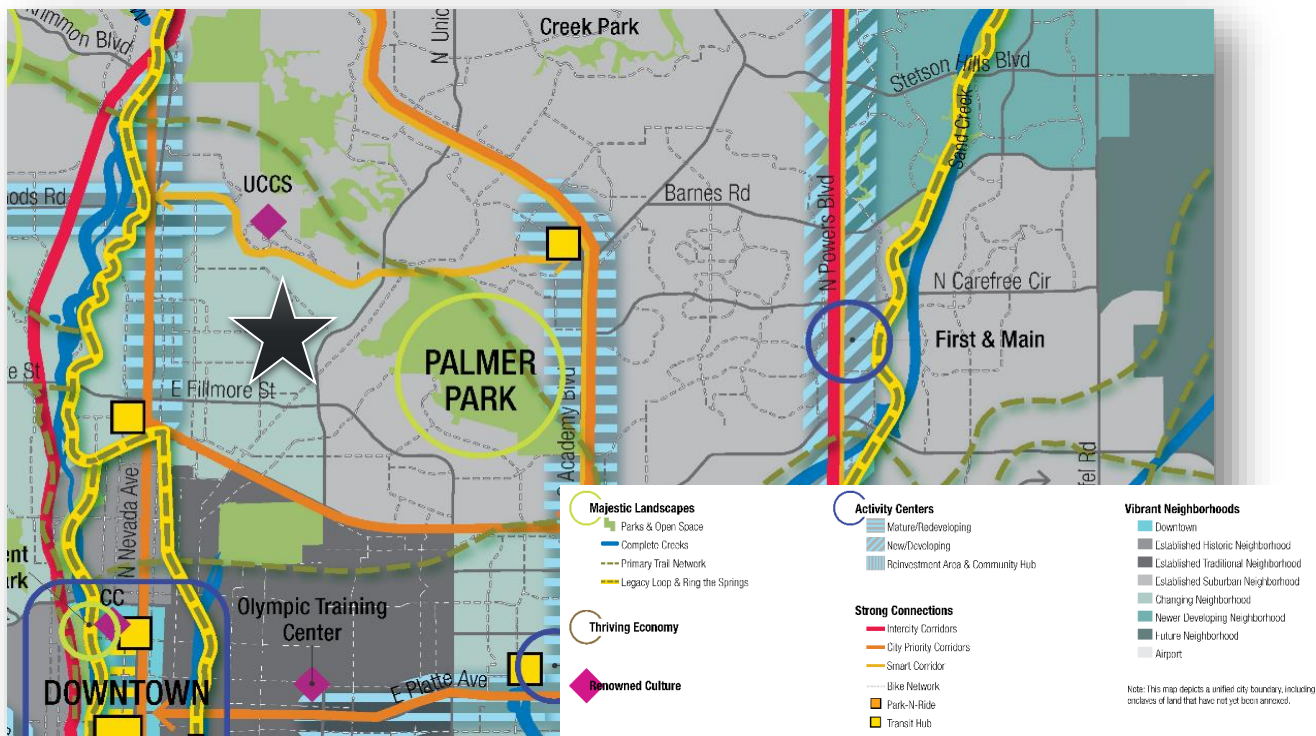 Krimmon Blvd
N Unic
Creek Park
Stetson Hills Blvd
Sand Creek
UCCS
oods Rd
Barnes Rd
N Powers Blvd
N Carefree Cir
First & Main
PALMER
PARK
e St
E Fillmore St
Academy Blvd
fel Rd
N Nevada Ave
ent
ark
CC
Olympic Training
Center
E Platte Ave
DOWNTOWN
Majestic Landscapes
Parks & Open Space
Complete Creeks
Primary Trail Network
Legacy Loop & Ring the Springs
Thriving Economy
Renowned Culture
Activity Centers
Mature/Redeveloping
New/Developing
Reinvestment Area & Community Hub
Strong Connections
Intercity Corridors
City Priority Corridors
Smart Corridor
Bike Network
Park-N-Ride
Transit Hub
Vibrant Neighborhoods
Downtown
Established Historic Neighborhood
Established Traditional Neighborhood
Established Suburban Neighborhood
Changing Neighborhood
Newer Developing Neighborhood
Future Neighborhood
Airport
Note: This map depicts a unified city boundary, including
enclaves of land that have not yet been annexed.